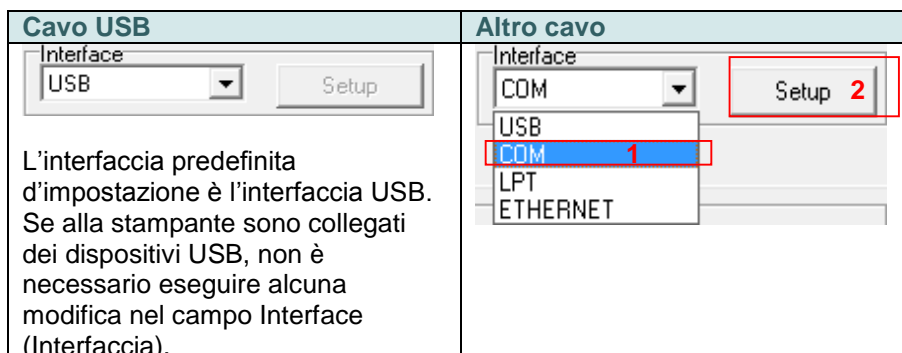 Cavo USB
Interface
USB
Setup
L'interfaccia predefinita
d'impostazione è l'interfaccia USB.
Se alla stampante sono collegati
dei dispositivi USB, non è
necessario eseguire alcuna
modifica nel campo Interface
(Interfaccia).
Altro cavo
Interface
COM
Setup 2
USB
COM 1
LPT
ETHERNET